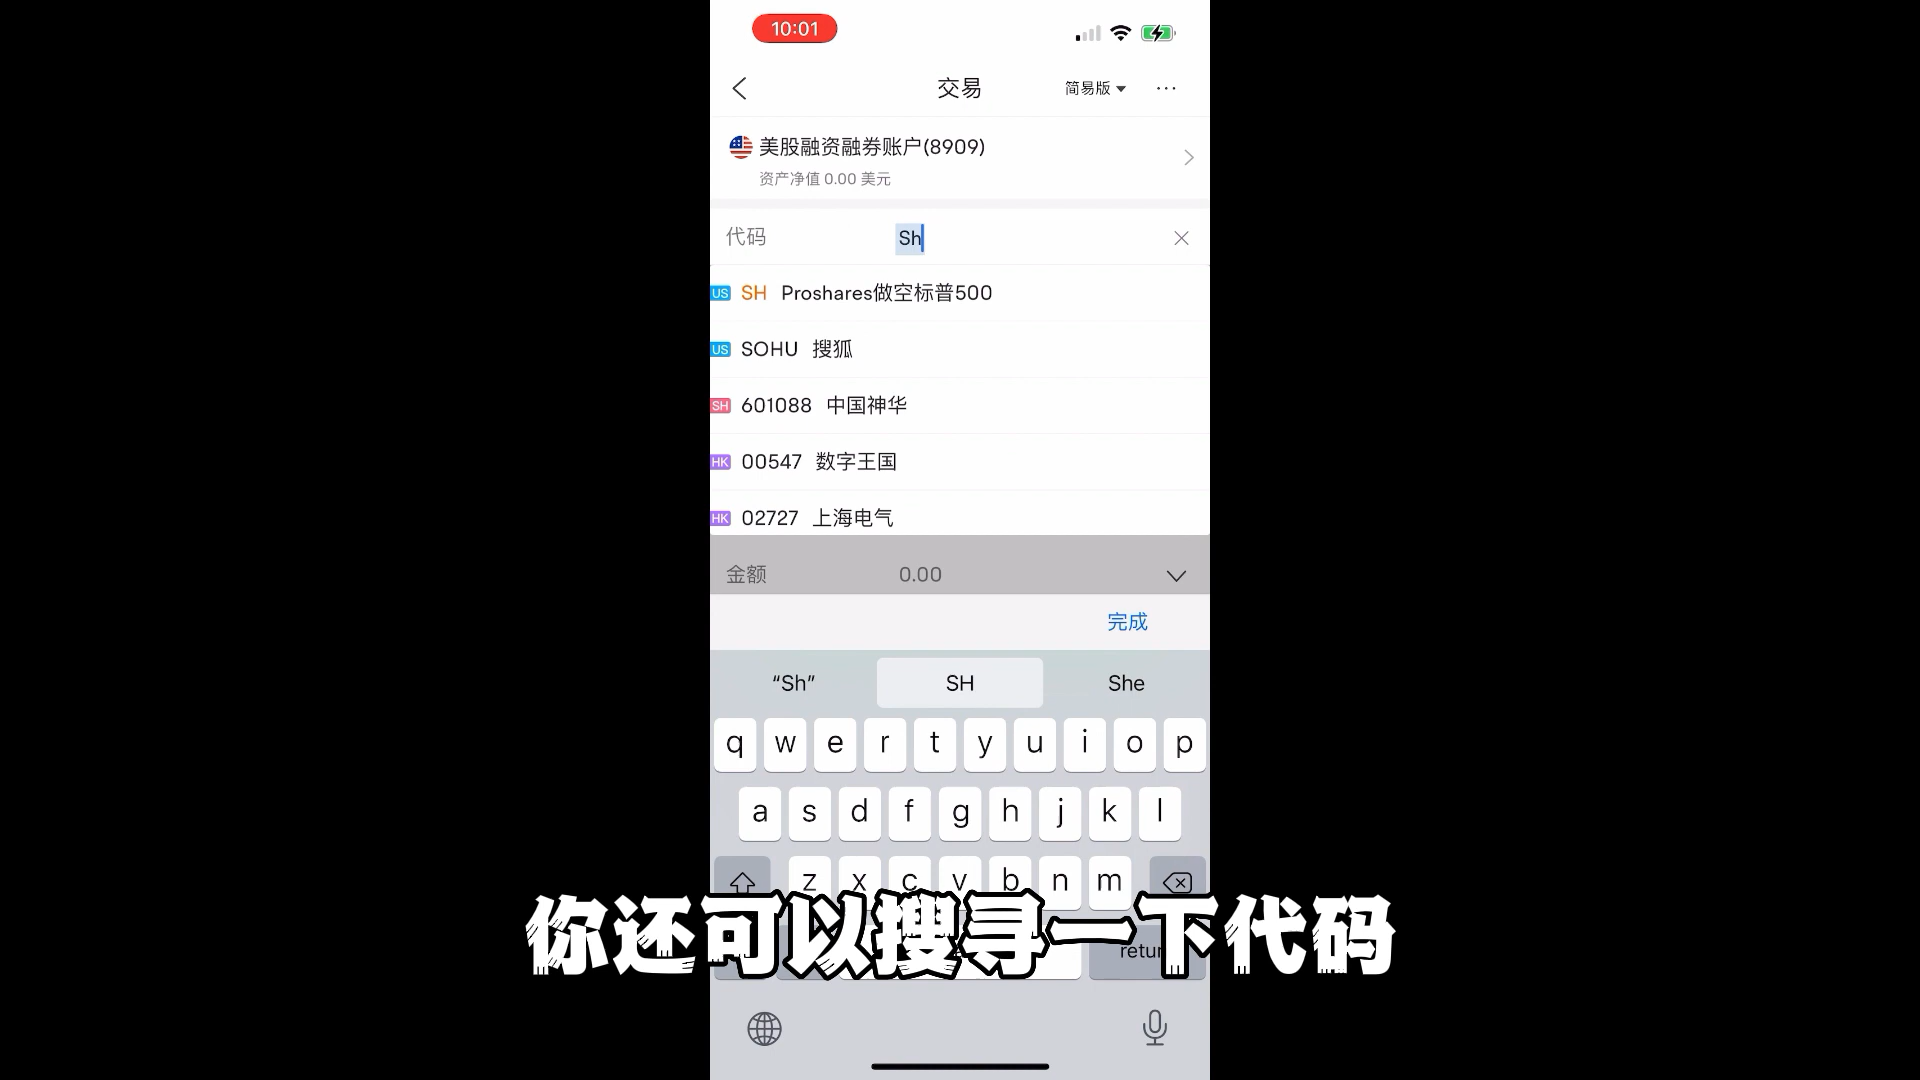 10:01
交易
简易版
美股融资融券账户(8909)
资产净值 0.00 美元
代码 Sh
US SH Proshares做空标普500
US SOHU 搜狐
SH 601088 中国神华
HK 00547 数字王国
HK 02727 上海电气
金额 0.00
完成
“Sh” SH She
q w e r t y u i o p
a s d f g h j k l
z x c v b n m
你还可以搜寻一下代码